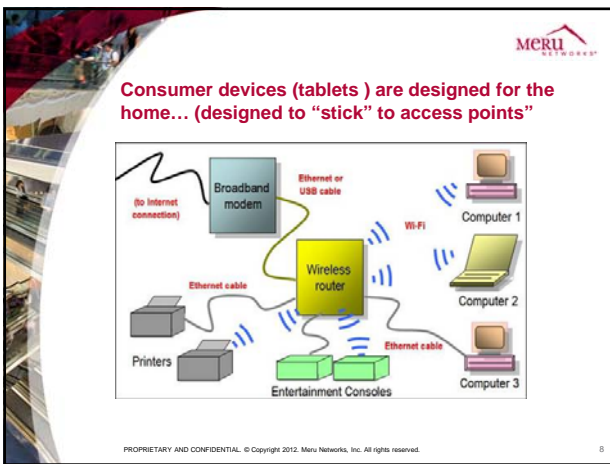 MERU
NETWORKS
Consumer devices (tablets ) are designed for the
home… (designed to “stick” to access points”
(to Internet
connection)
Broadband
modem
Ethernet or
USB cable
Wi-Fi
Computer 1
Wireless
router
Computer 2
Ethernet cable
Ethernet cable
Printers
Entertainment Consoles
Computer 3
PROPRIETARY AND CONFIDENTIAL. © Copyright 2012. Meru Networks, Inc. All rights reserved.
8